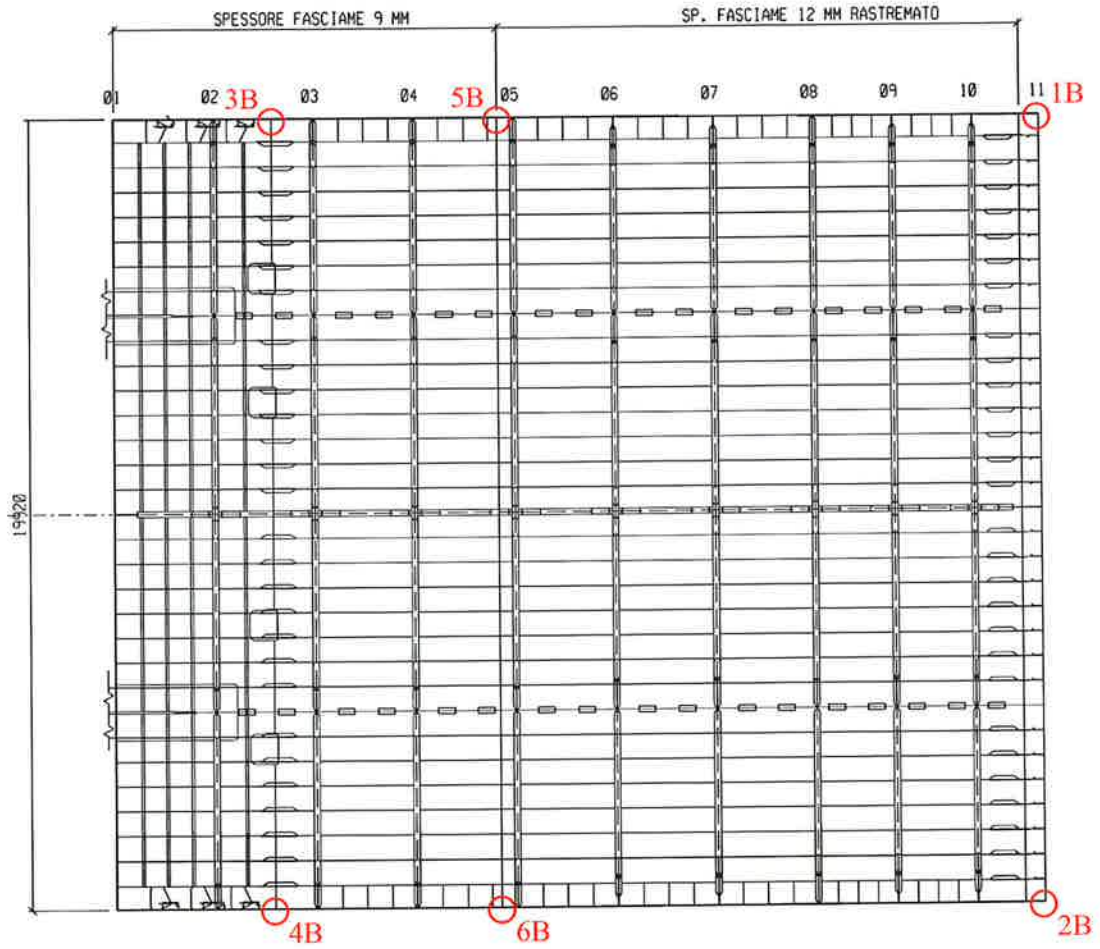 SPESSORE FASCIAME 9 MM
SP. FASCIAME 12 MM RASTREMATO
01 02 3B 03 04 5B 05 06 07 08 09 10 11 1B
19920
4B 6B 2B